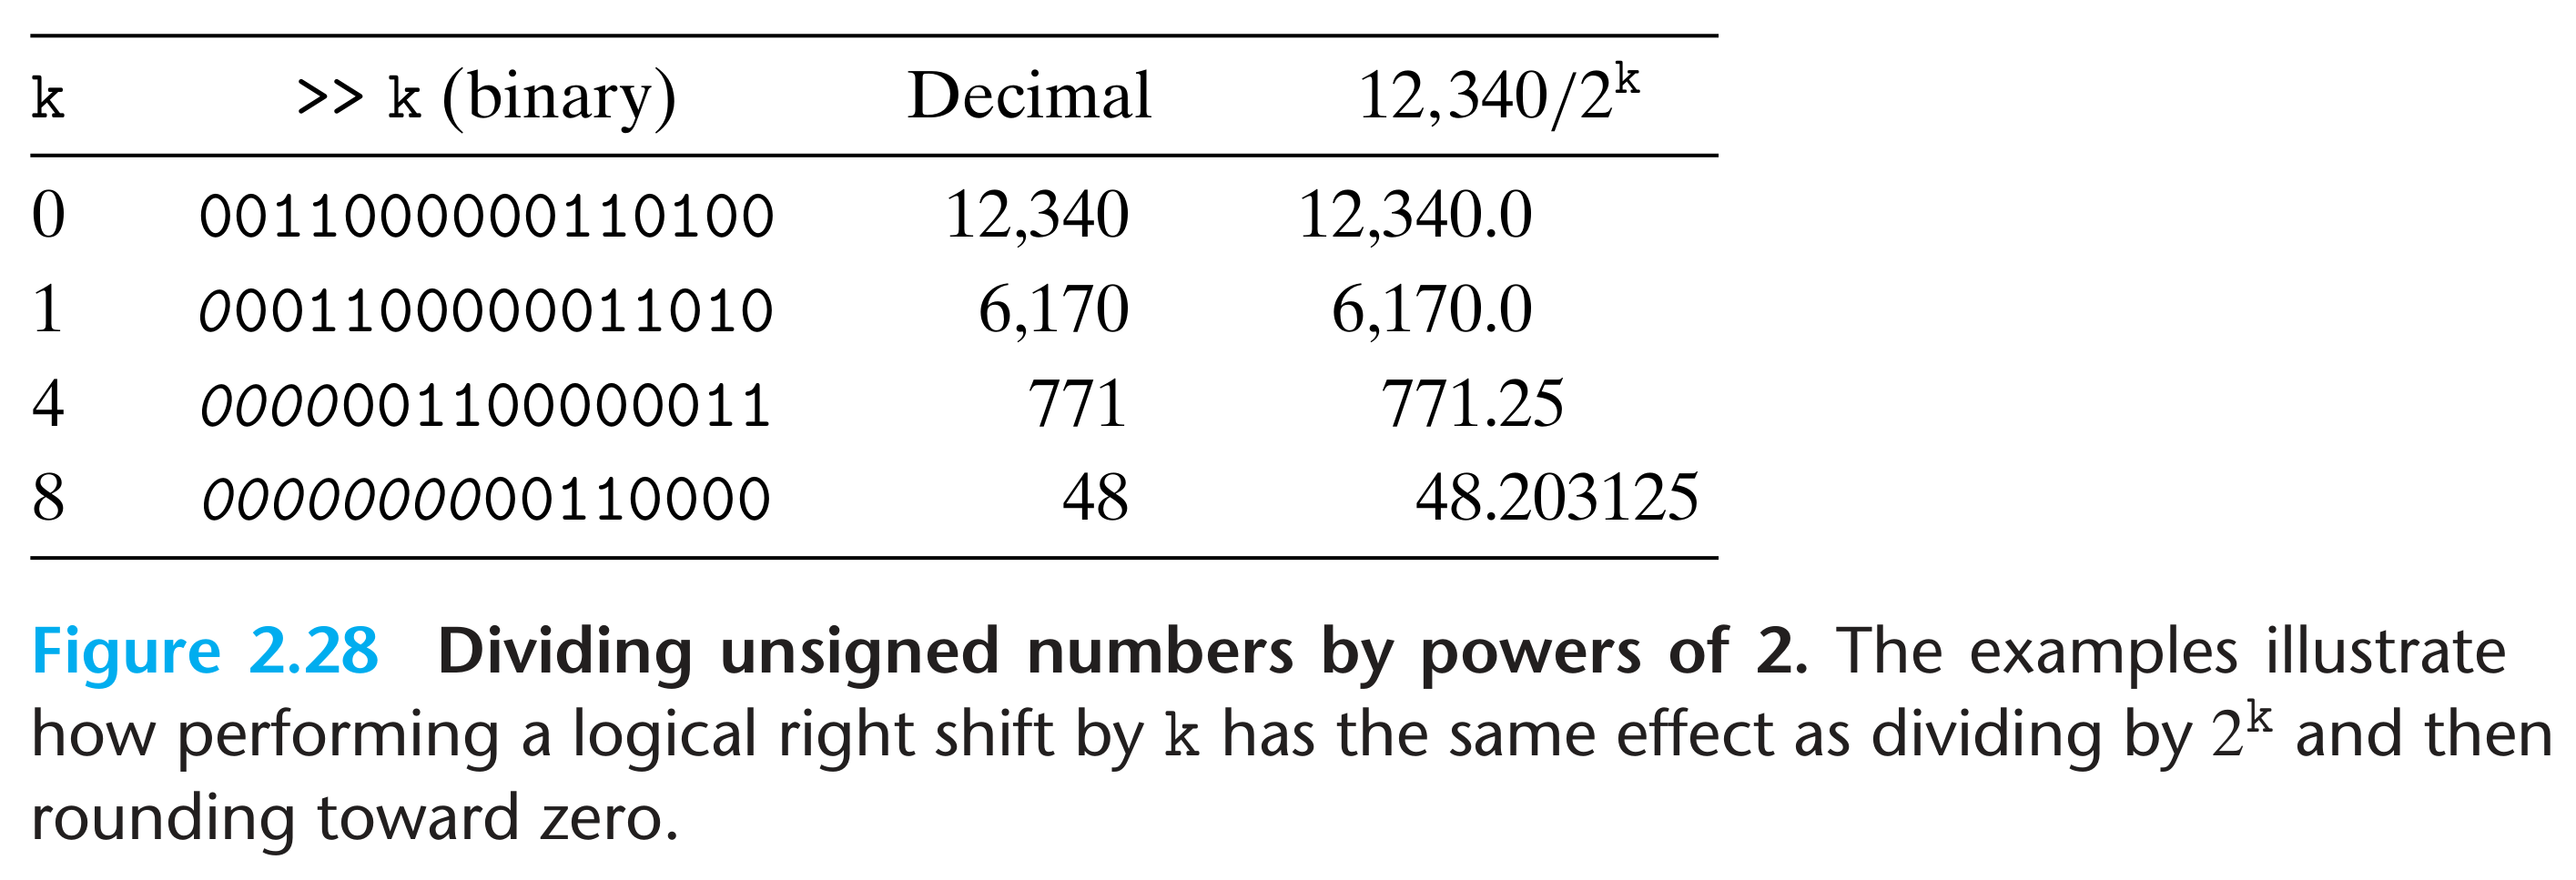 k >> k (binary) Decimal 12,340/2^k
0 0011000000110100 12,340 12,340.0
1 0001100000011010 6,170 6,170.0
4 0000001100000011 771 771.25
8 0000000000110000 48 48.203125
Figure 2.28 Dividing unsigned numbers by powers of 2. The examples illustrate
how performing a logical right shift by k has the same effect as dividing by 2^k and then
rounding toward zero.